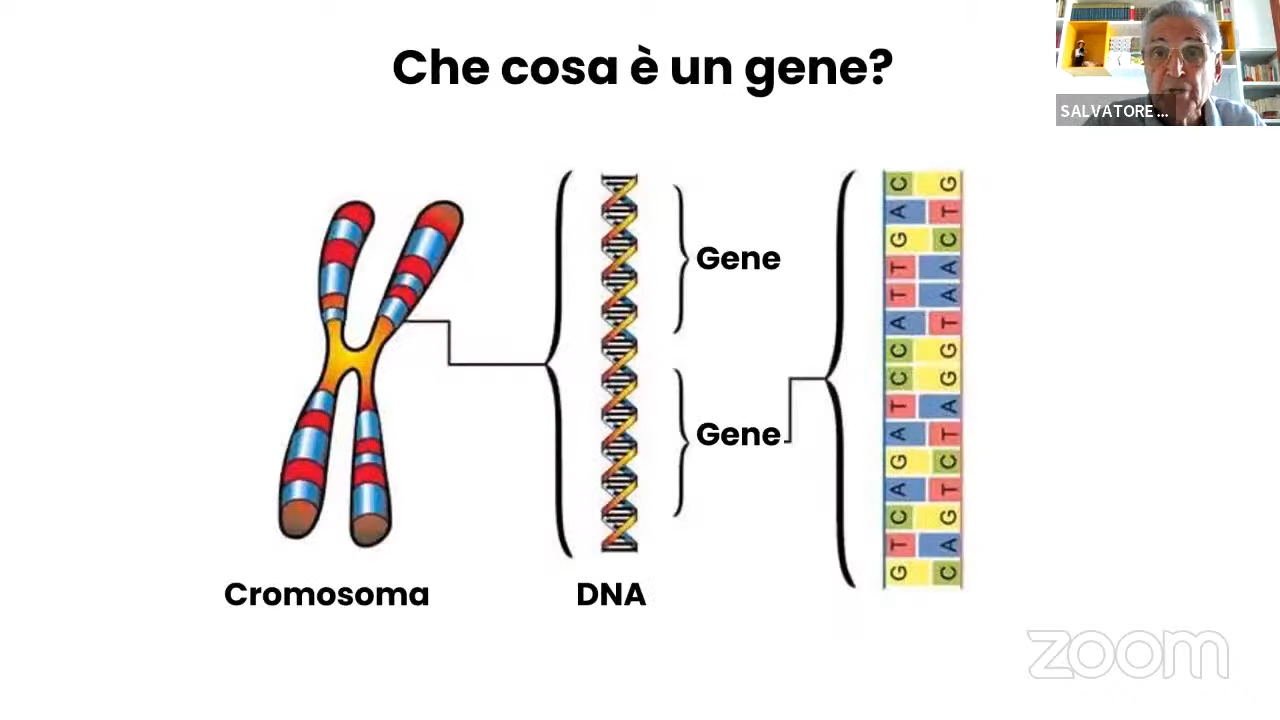 Che cosa è un gene?
SALVATORE ...
Gene
Gene
Cromosoma
DNA
C G
A T
G C
T A
T A
A T
C G
C G
T A
A T
G C
A T
C G
T A
G C
zoom